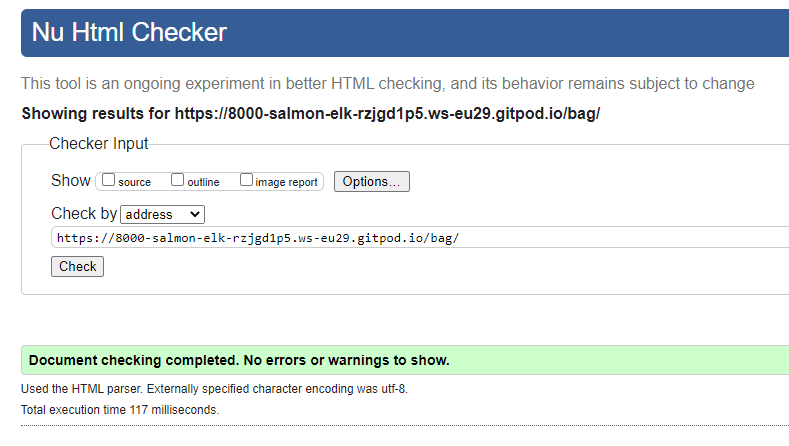 Nu Html Checker
This tool is an ongoing experiment in better HTML checking, and its behavior remains subject to change
Showing results for https://8000-salmon-elk-rzjgd1p5.ws-eu29.gitpod.io/bag/
Checker Input
Show source outline image report Options...
Check by address
https://8000-salmon-elk-rzjgd1p5.ws-eu29.gitpod.io/bag/
Check
Document checking completed. No errors or warnings to show.
Used the HTML parser. Externally specified character encoding was utf-8.
Total execution time 117 milliseconds.